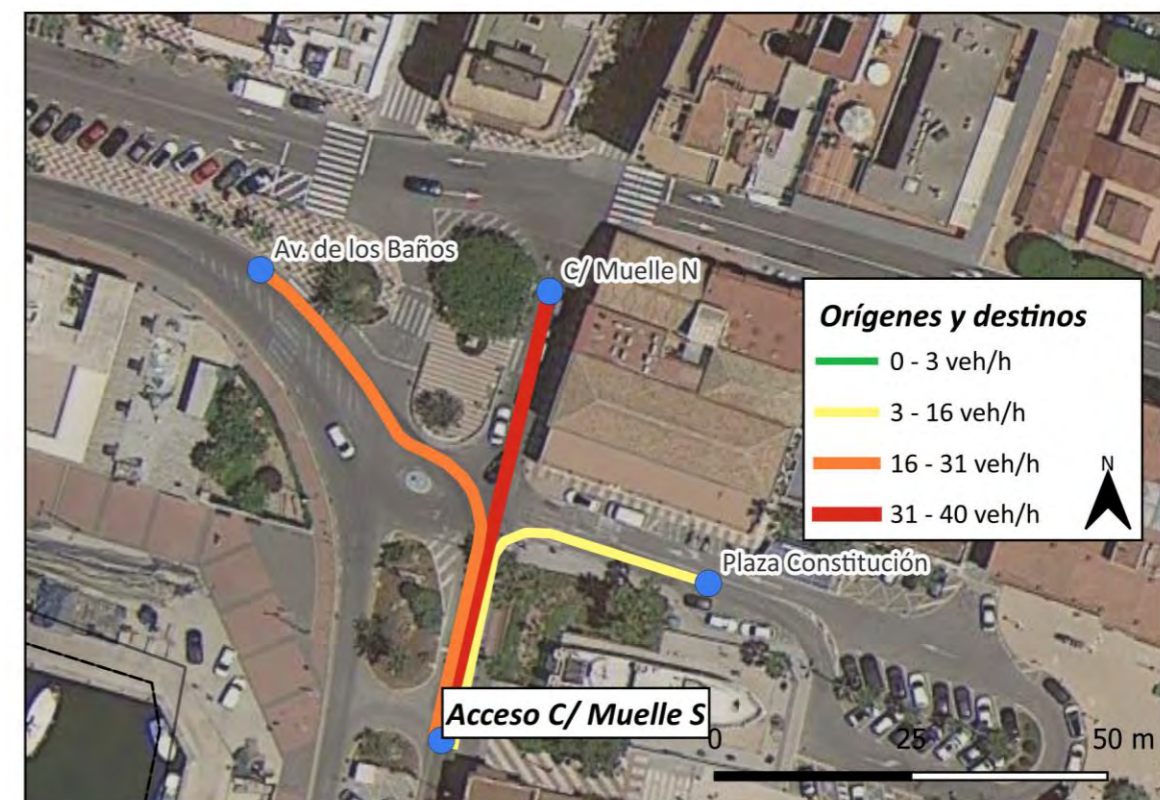 Av. de los Baños
C/ Muelle N
Orígenes y destinos
0 - 3 veh/h
3 - 16 veh/h
16 - 31 veh/h
31 - 40 veh/h
N
Plaza Constitución
Acceso C/ Muelle S
0 25 50 m